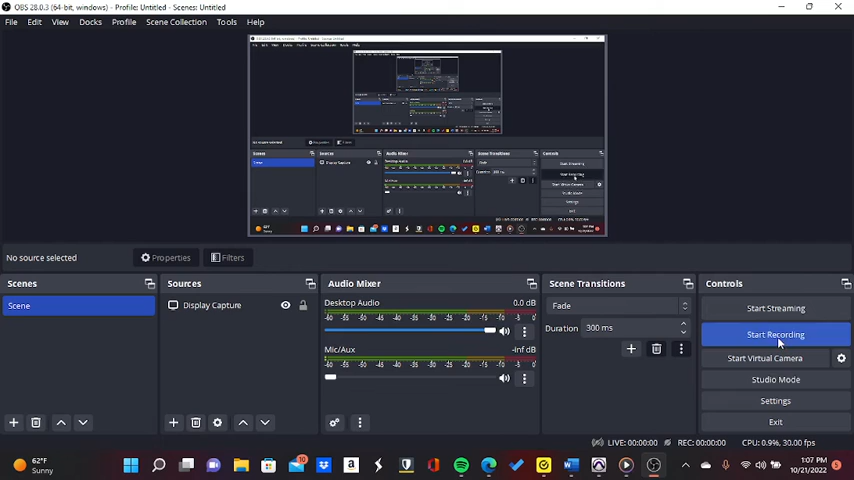 OBS 28.0.3 (64-bit, windows) - Profile: Untitled - Scenes: Untitled
File Edit View Docks Profile Scene Collection Tools Help
No source selected Properties Filters
Scenes
Scene
Sources
Display Capture
Audio Mixer
Desktop Audio 0.0 dB
-60 -55 -50 -45 -40 -35 -30 -25 -20 -15 -10 -5 0
Mic/Aux -inf dB
-60 -55 -50 -45 -40 -35 -30 -25 -20 -15 -10 -5 0
Scene Transitions
Fade
Duration 300 ms
Controls
Start Streaming
Start Recording
Start Virtual Camera
Studio Mode
Settings
Exit
LIVE: 00:00:00 REC: 00:00:00 CPU: 0.9%, 30.00 fps
62°F
Sunny
10
1:07 PM
10/21/2022
5